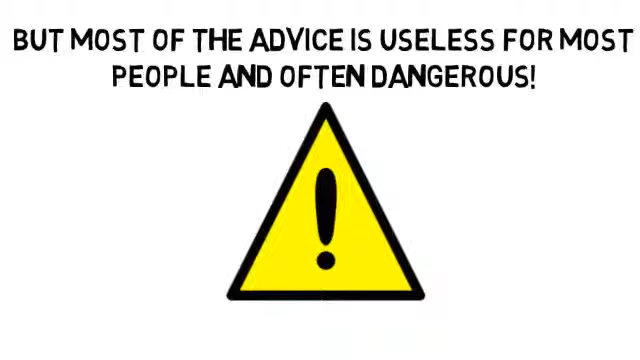 BUT MOST OF THE ADVICE IS USELESS FOR MOST
PEOPLE AND OFTEN DANGEROUS!
!